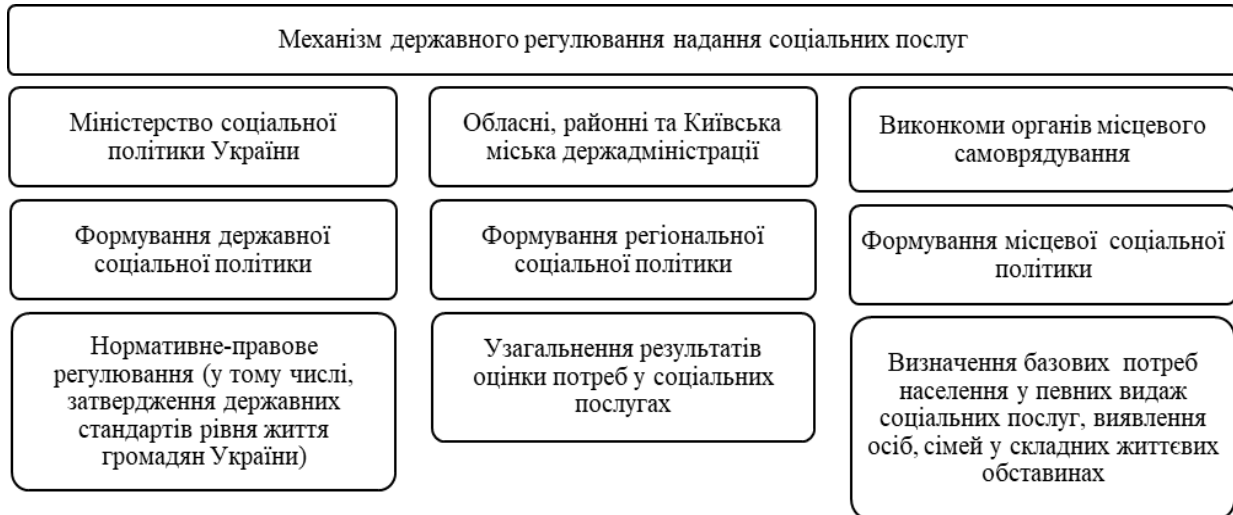 Механізм державного регулювання надання соціальних послуг
Міністерство соціальної
політики України
Обласні, районні та Київська
міська держадміністрації
Виконкоми органів місцевого
самоврядування
Формування державної
соціальної політики
Формування регіональної
соціальної політики
Формування місцевої соціальної
політики
Нормативне-правове
регулювання (у тому числі,
затвердження державних
стандартів рівня життя
громадян України)
Узагальнення результатів
оцінки потреб у соціальних
послугах
Визначення базових потреб
населення у певних видаж
соціальних послуг, виявлення
осіб, сімей у складних життєвих
обставинах